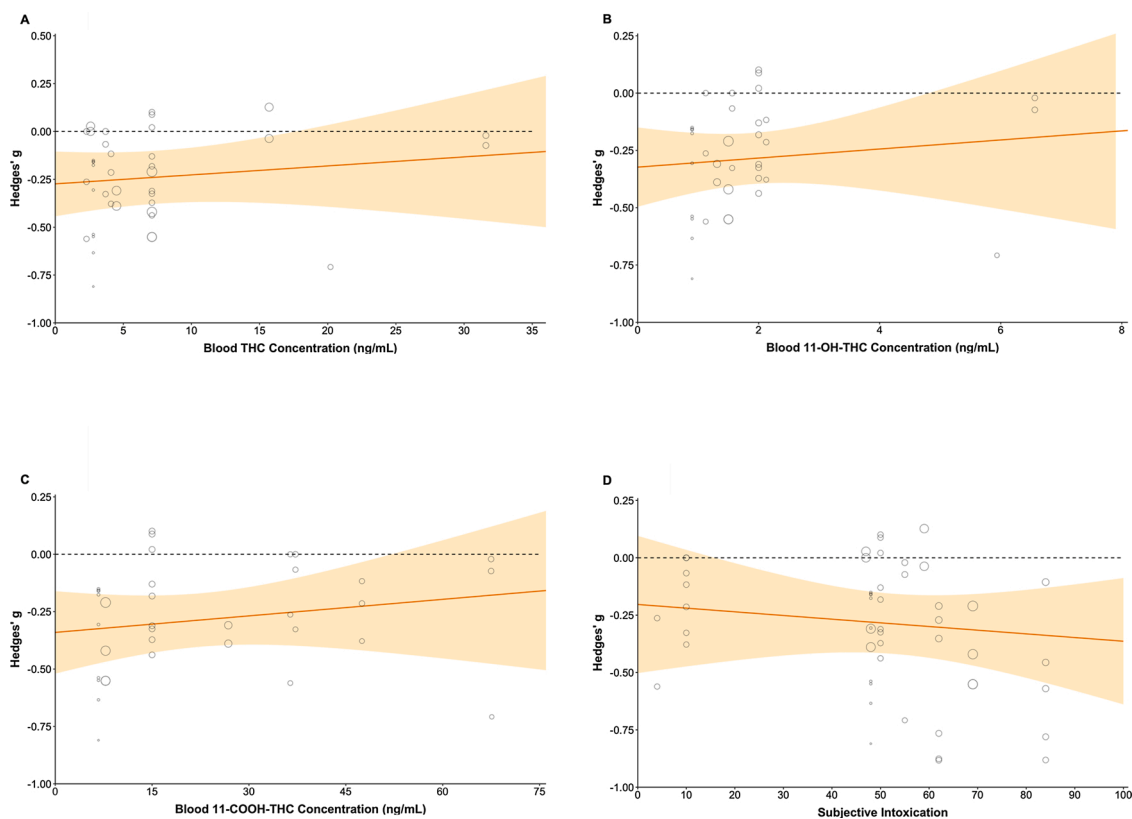 A
0.50
0.25
0.00
-0.25
-0.50
-0.75
-1.00
Hedges' g
0 5 10 15 20 25 30 35
Blood THC Concentration (ng/mL)
B
0.25
0.00
-0.25
-0.50
-0.75
-1.00
Hedges' g
0 2 4 6 8
Blood 11-OH-THC Concentration (ng/mL)
C
0.25
0.00
-0.25
-0.50
-0.75
-1.00
Hedges' g
0 15 30 45 60 75
Blood 11-COOH-THC Concentration (ng/mL)
D
0.25
0.00
-0.25
-0.50
-0.75
-1.00
Hedges' g
0 10 20 30 40 50 60 70 80 90 100
Subjective Intoxication